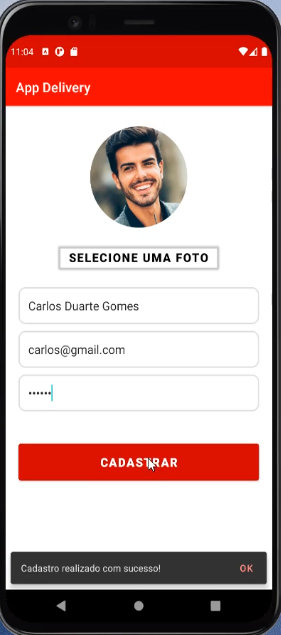 11:04
App Delivery
SELECIONE UMA FOTO
Carlos Duarte Gomes
carlos@gmail.com
••••••
CADASTRAR
Cadastro realizado com sucesso! OK